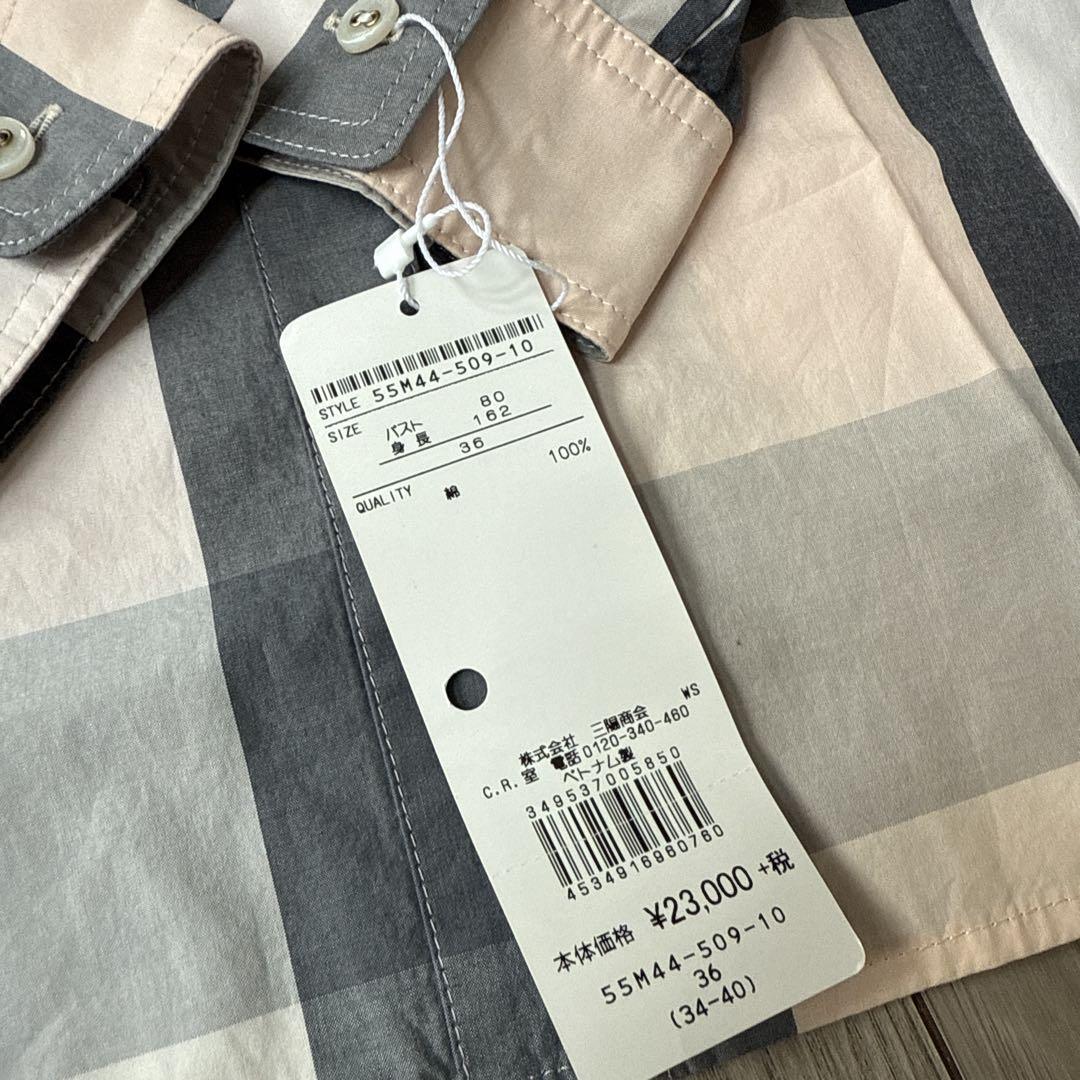 STYLE 55M44-509-10
SIZE バスト 80
身長 162
36
QUALITY 綿 100%
WS
株式会社 三陽商会
C.R.室 電話0120-340-460
ベトナム製
349537005850
4534916980760
本体価格 ¥23,000 +税
55M44-509-10
36
(34-40)